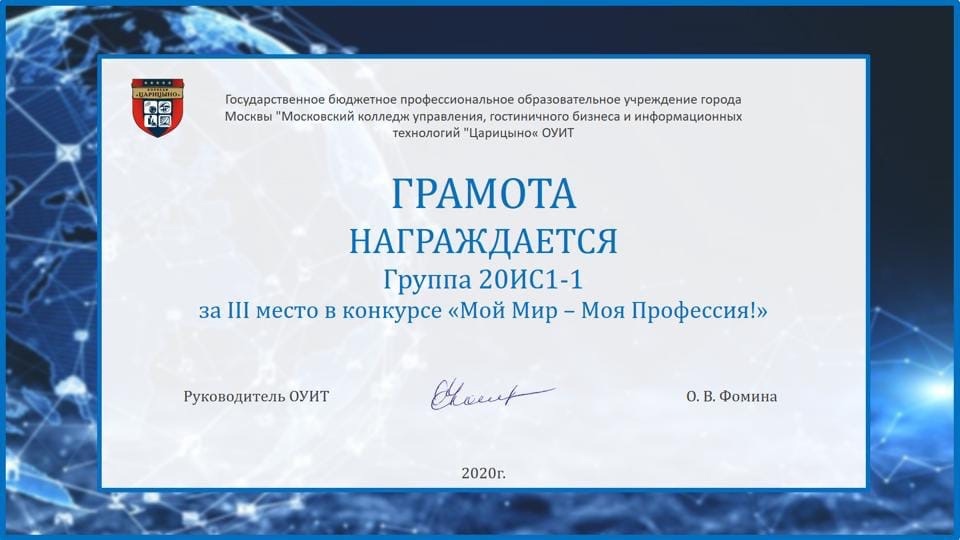 КОЛЛЕДЖ
«ЦАРИЦЫНО»
Государственное бюджетное профессиональное образовательное учреждение города
Москвы "Московский колледж управления, гостиничного бизнеса и информационных
технологий "Царицыно« ОУИТ
ГРАМОТА
НАГРАЖДАЕТСЯ
Группа 20ИС1-1
за III место в конкурсе «Мой Мир – Моя Профессия!»
Руководитель ОУИТ
О. В. Фомина
2020г.